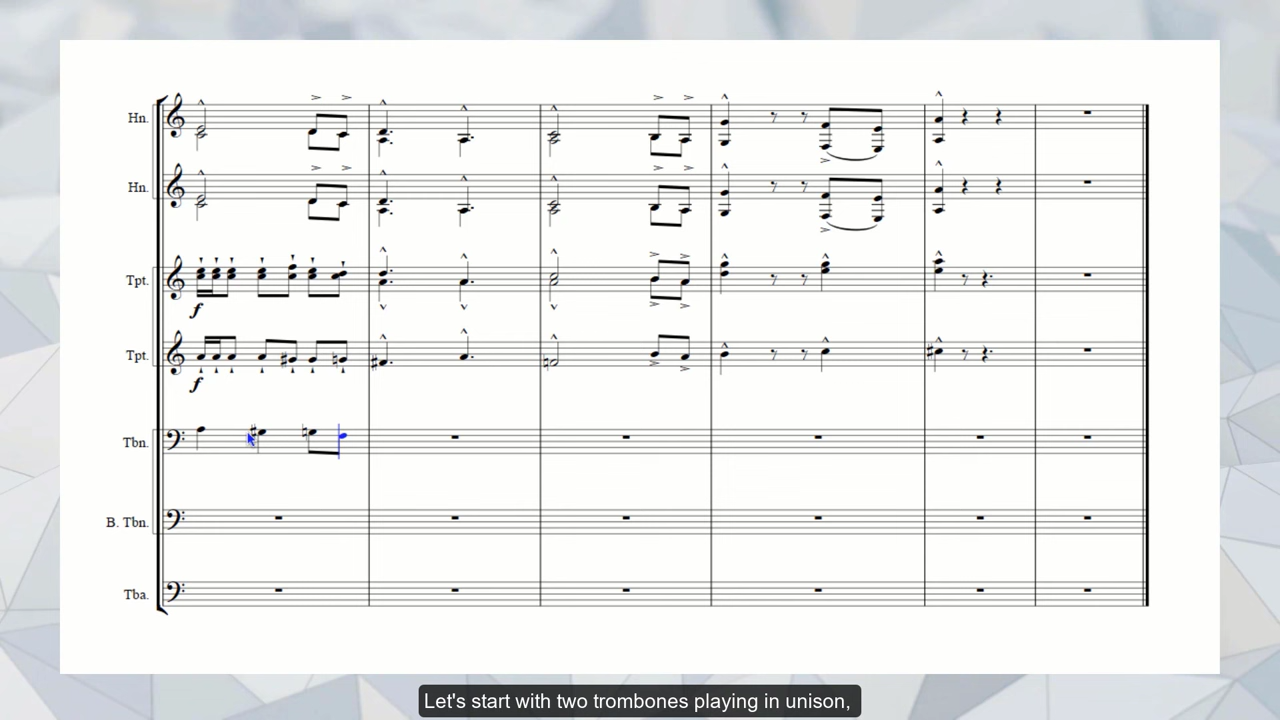 Hn.
Hn.
Tpt.
f
Tpt.
f
Tbn.
B. Tbn.
Tba.
Let's start with two trombones playing in unison,